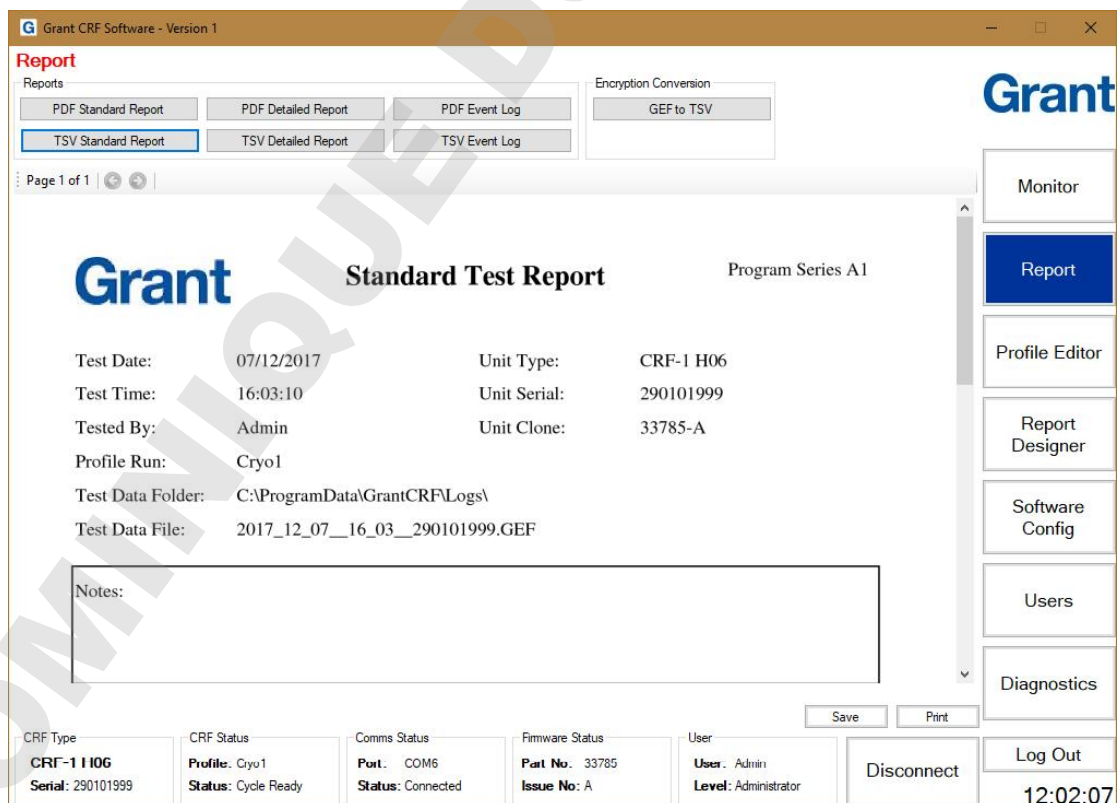 G Grant CRF Software - Version 1
Report
Reports
Encryption Conversion
PDF Standard Report PDF Detailed Report PDF Event Log GEF to TSV
TSV Standard Report TSV Detailed Report TSV Event Log
Grant
Page 1 of 1
Monitor
Report
Profile Editor
Report
Designer
Software
Config
Users
Diagnostics
Grant Standard Test Report Program Series A1
Test Date: 07/12/2017 Unit Type: CRF-1 H06
Test Time: 16:03:10 Unit Serial: 290101999
Tested By: Admin Unit Clone: 33785-A
Profile Run: Cryo1
Test Data Folder: C:\ProgramData\GrantCRF\Logs\
Test Data File: 2017_12_07__16_03__290101999.GEF
Notes:
Save Print
CRF Type CRF Status Comms Status Firmware Status User
CRF-1 H06 Profile: Cryo1 Port: COM6 Part No. 33785 User: Admin
Serial: 290101999 Status: Cycle Ready Status: Connected Issue No: A Level: Administrator
Disconnect
Log Out
12:02:07
OMINIQUE D